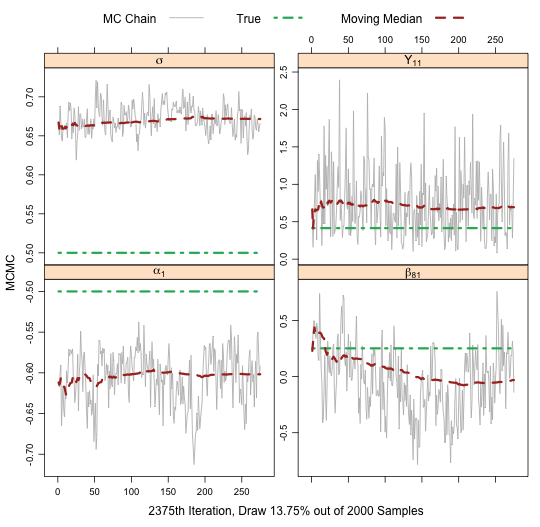 MC Chain True Moving Median
0 50 100 150 200 250
σ Υ₁₁
0.50 0.55 0.60 0.65 0.70
0.0 0.5 1.0 1.5 2.0 2.5
MCMC
α₁ β₈₁
-0.70 -0.65 -0.60 -0.55 -0.50
-0.5 0.0 0.5
0 50 100 150 200 250
2375th Iteration, Draw 13.75% out of 2000 Samples